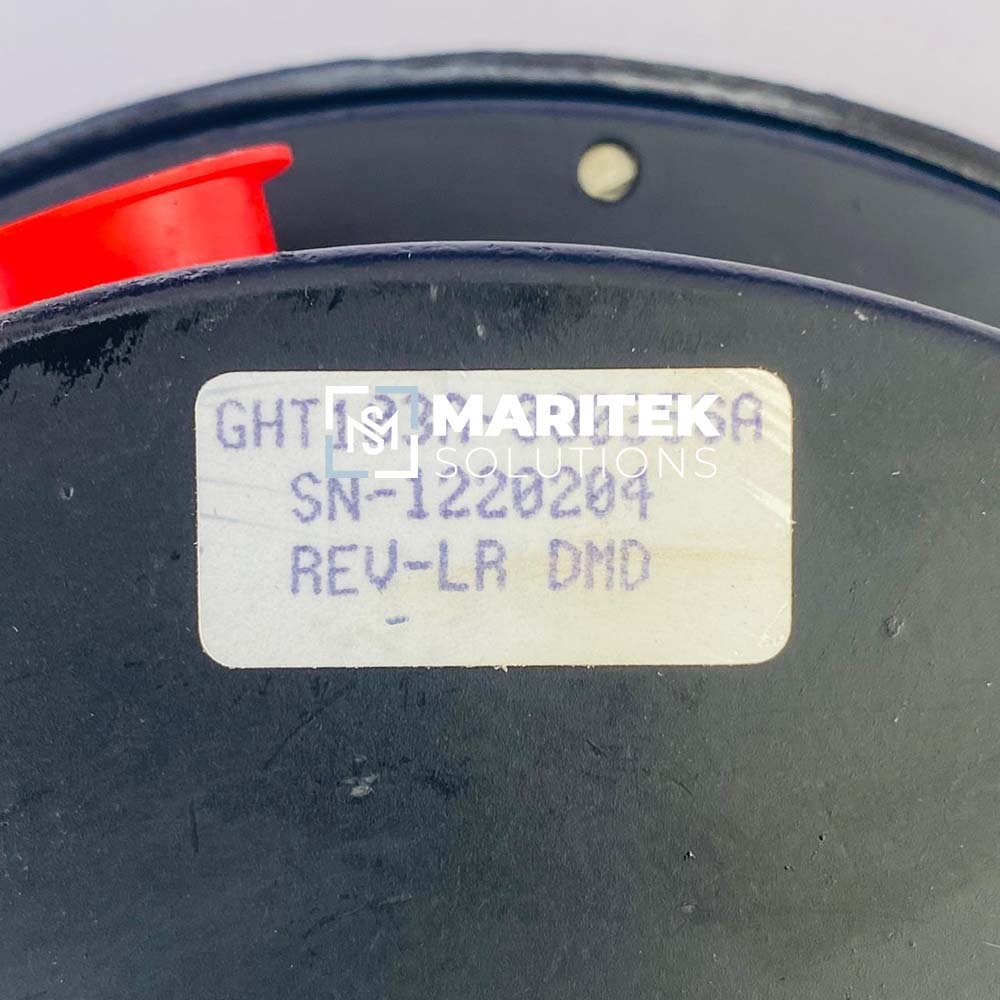 MARITEK
SOLUTIONS
SN-1220204
REV-LR DMD